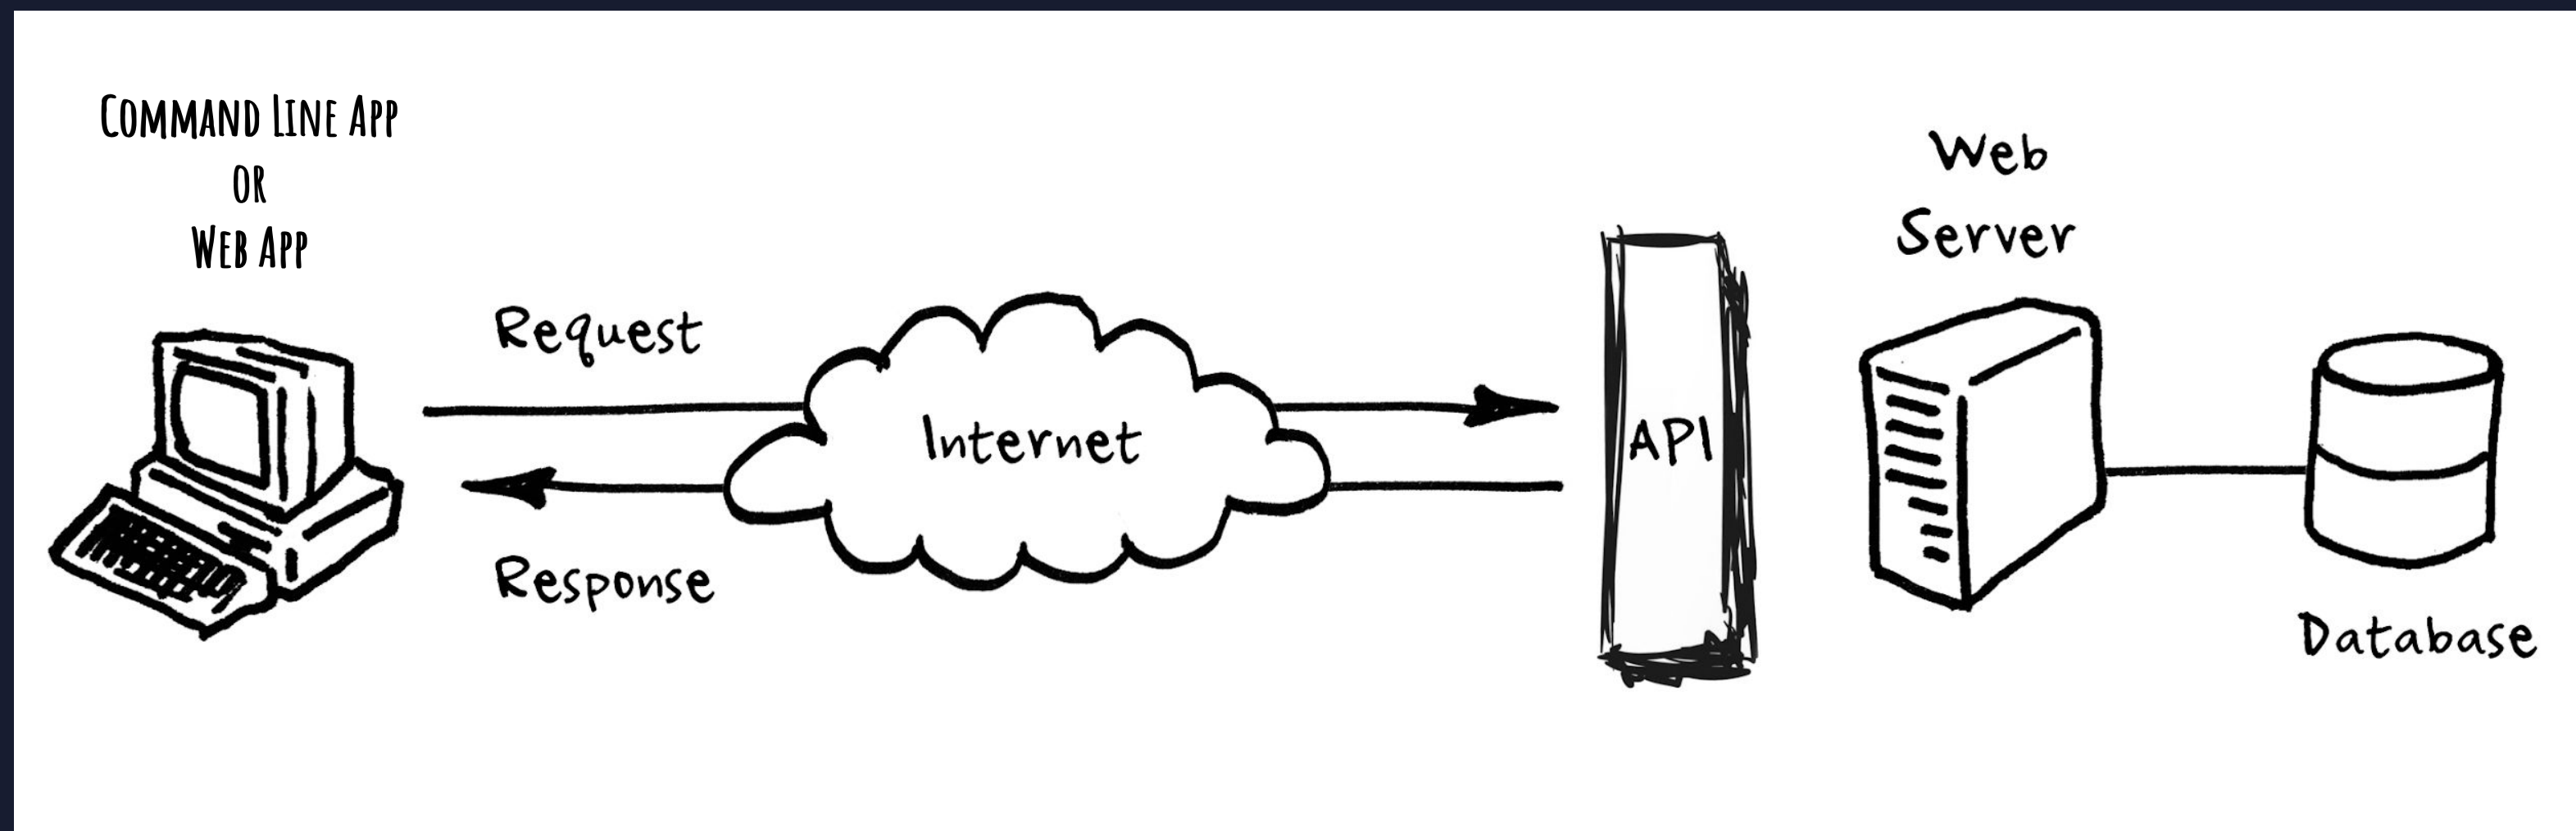 Command Line App
or
Web App
Request
Response
Internet
API
Web
Server
Database